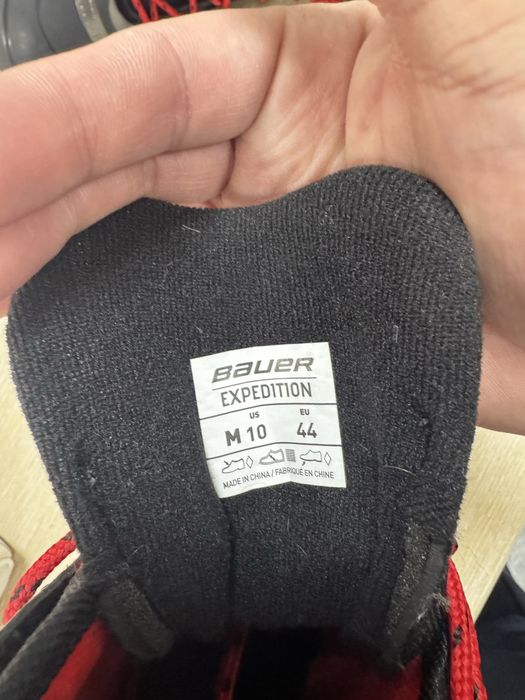 BAUER
EXPEDITION
US EU
M 10 44
MADE IN CHINA / FABRIQUÉ EN CHINE